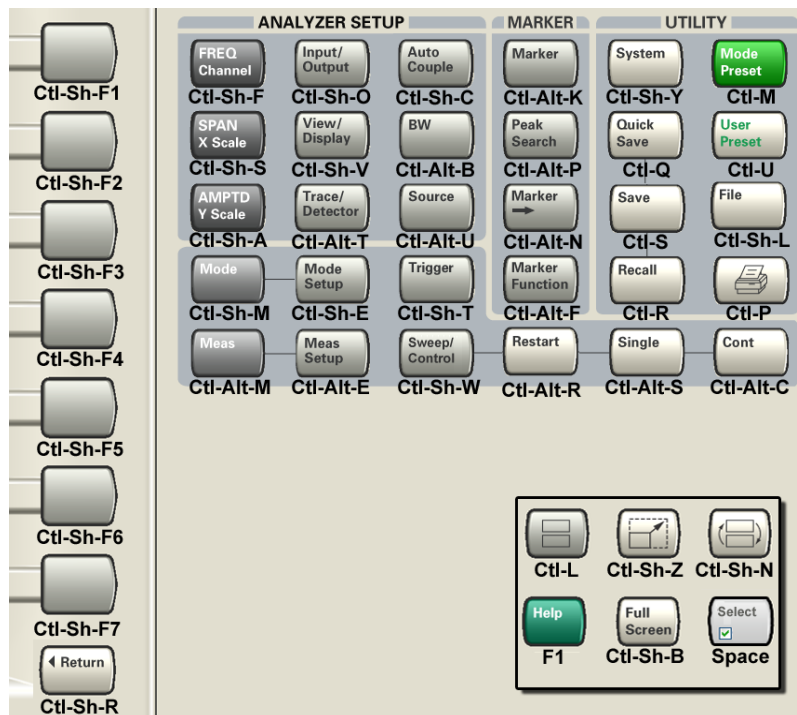 ANALYZER SETUP MARKER UTILITY
FREQ Channel
Input/ Output
Auto Couple
Marker
System
Mode Preset
Ctl-Sh-F1
Ctl-Sh-F Ctl-Sh-O Ctl-Sh-C Ctl-Alt-K Ctl-Sh-Y Ctl-M
SPAN X Scale
View/ Display
BW
Peak Search
Quick Save
User Preset
Ctl-Sh-F2
Ctl-Sh-S Ctl-Sh-V Ctl-Alt-B Ctl-Alt-P Ctl-Q Ctl-U
AMPTD Y Scale
Trace/ Detector
Source
Marker
Save
File
Ctl-Sh-A Ctl-Alt-T Ctl-Alt-U Ctl-Alt-N Ctl-S Ctl-Sh-L
Ctl-Sh-F3
Mode
Mode Setup
Trigger
Marker Function
Recall
Ctl-Sh-M Ctl-Sh-E Ctl-Sh-T Ctl-Alt-F Ctl-R Ctl-P
Ctl-Sh-F4
Meas
Meas Setup
Sweep/ Control
Restart
Single
Cont
Ctl-Alt-M Ctl-Alt-E Ctl-Sh-W Ctl-Alt-R Ctl-Alt-S Ctl-Alt-C
Ctl-Sh-F5
Ctl-Sh-F6
Ctl-L Ctl-Sh-Z Ctl-Sh-N
Help
Full Screen
Select
Ctl-Sh-F7
F1 Ctl-Sh-B Space
Return
Ctl-Sh-R